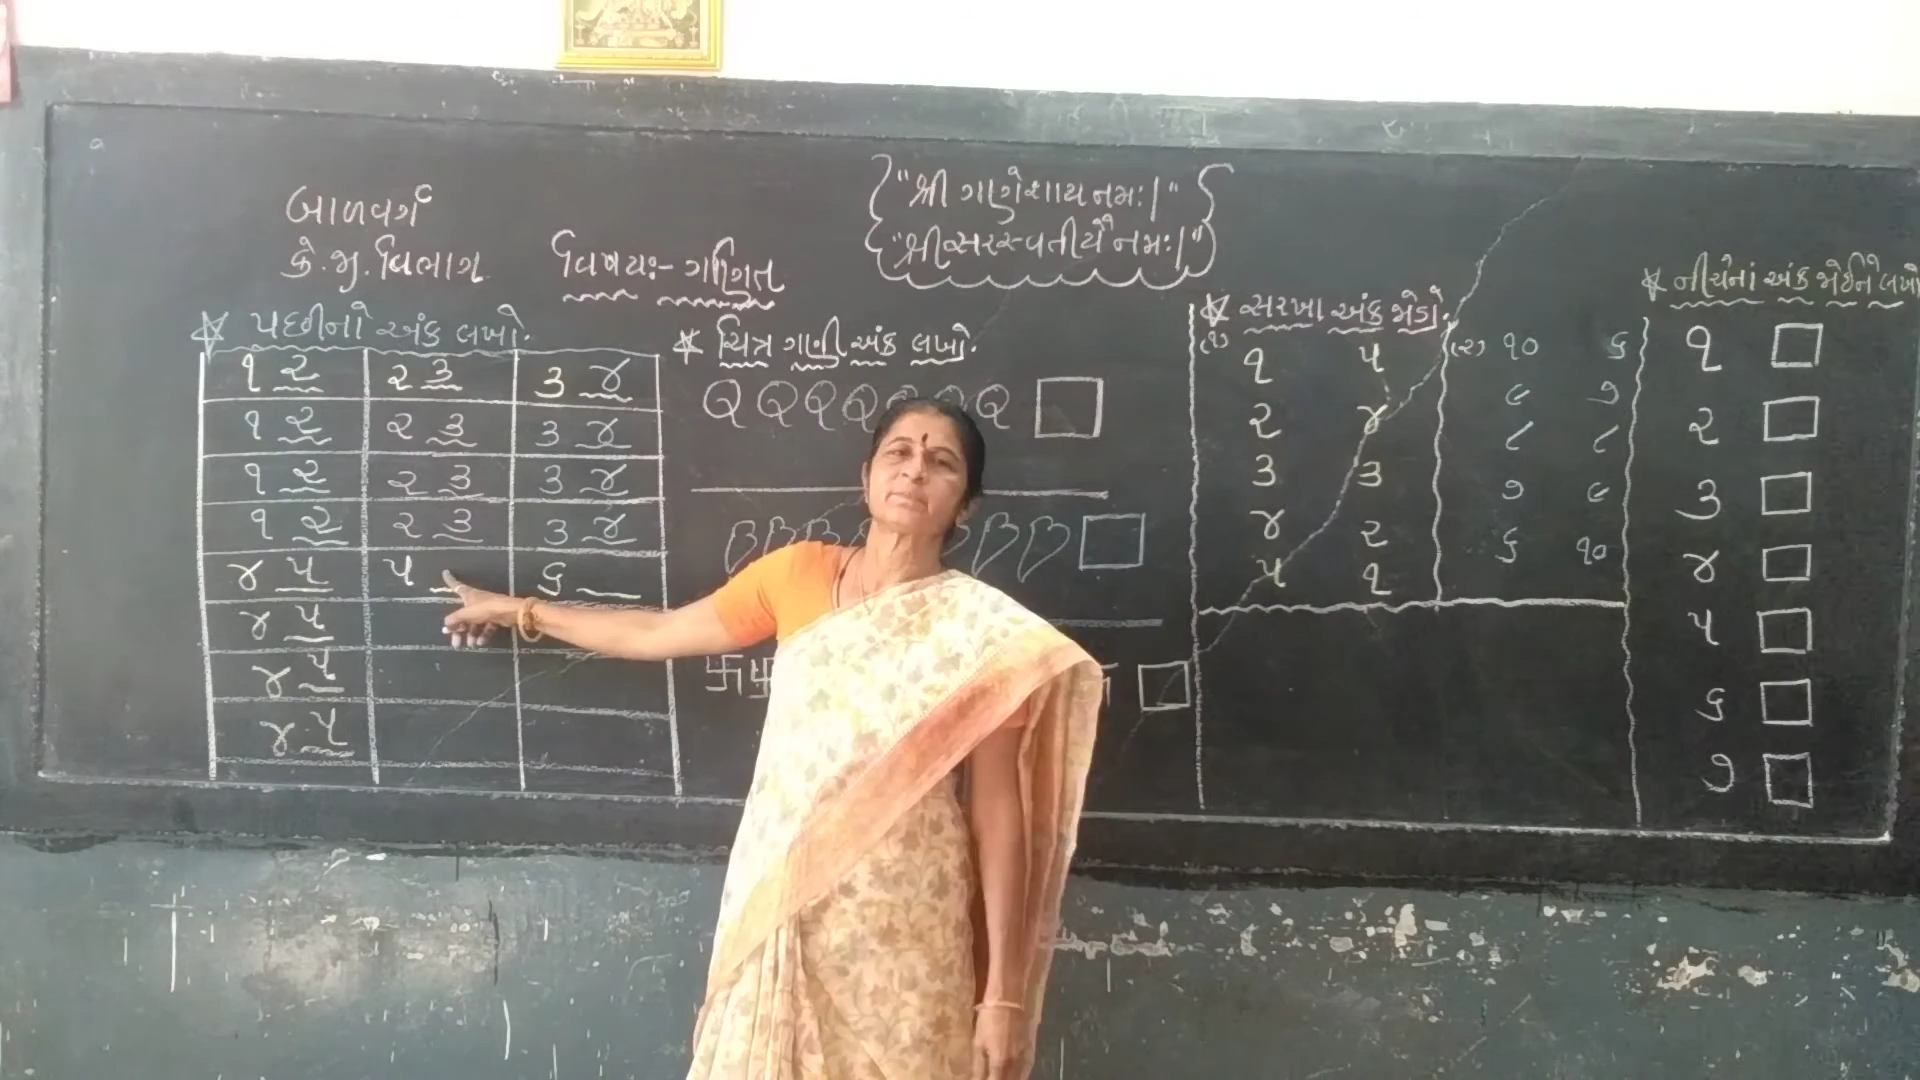 "શ્રી ગણેશાય નમઃ।"
"શ્રી સરસ્વતીયૈ નમઃ।"
બાળવર્ગ
કે.જી. વિભાગ
વિષયઃ- ગણિત
પછીનો અંક લખો.
૧ ૨ ૨ ૩ ૩ ૪
૧ ૨ ૨ ૩ ૩ ૪
૧ ૨ ૨ ૩ ૩ ૪
૧ ૨ ૨ ૩ ૩ ૪
૪ ૫ ૫ _ ૬ _
૪ ૫
૪ ૫
૪ ૫
ચિત્ર ગણી અંક લખો.
સરખા અંક જોડો.
(૧)
૧ ૫
૨ ૪
૩ ૩
૪ ૨
૫ ૧
(૨) ૧૦ ૬
૯ ૭
૮ ૮
૭ ૯
૬ ૧૦
નીચેનાં અંક જોઈને લખો
૧
૨
૩
૪
૫
૬
૭